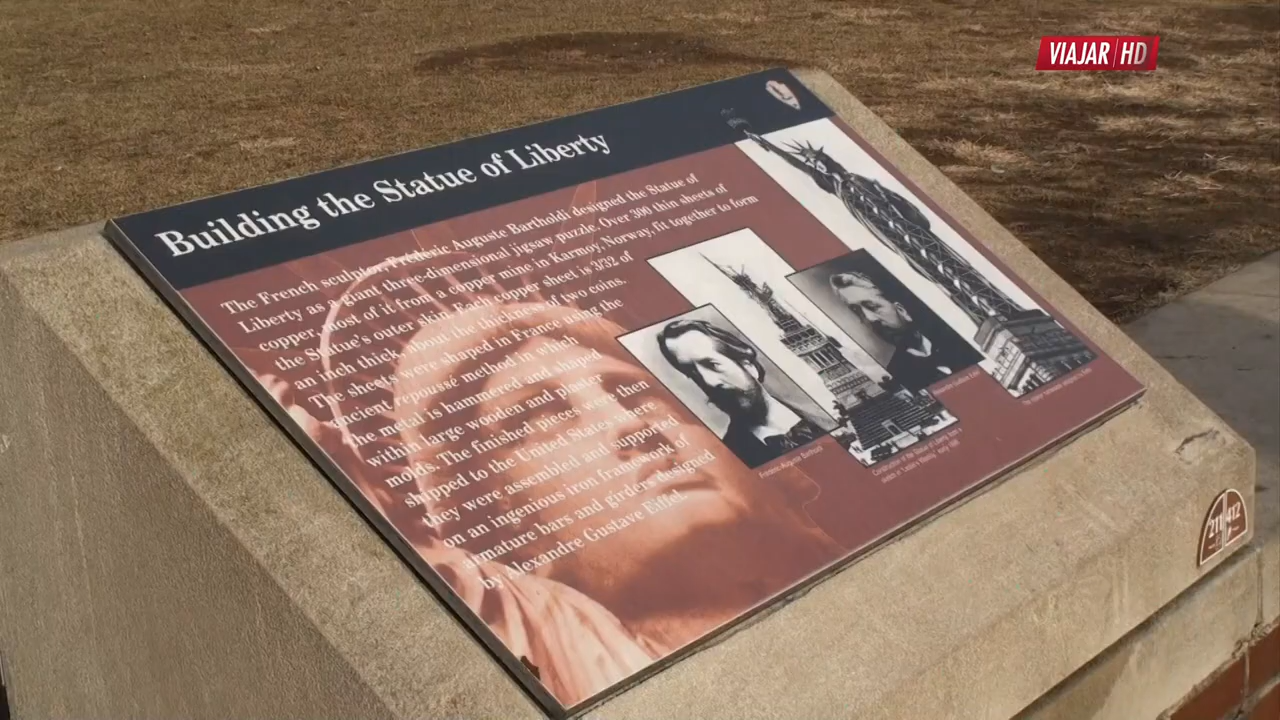 VIAJAR HD
Building the Statue of Liberty
The French sculptor, Frédéric Auguste Bartholdi designed the Statue of
Liberty as a giant three-dimensional jigsaw puzzle. Over 300 thin sheets of
copper, most of it from a copper mine in Karmoy, Norway, fit together to form
the Statue's outer skin. Each copper sheet is 3/32 of
an inch thick, about the thickness of two coins.
The sheets were shaped in France using the
ancient repoussé method in which
the metal is hammered and shaped
within large wooden and plaster
molds. The finished pieces were then
shipped to the United States where
they were assembled and supported
on an ingenious iron framework of
armature bars and girders designed
by Alexandre Gustave Eiffel.
Frédéric Auguste Bartholdi
Alexandre Gustave Eiffel
211 412